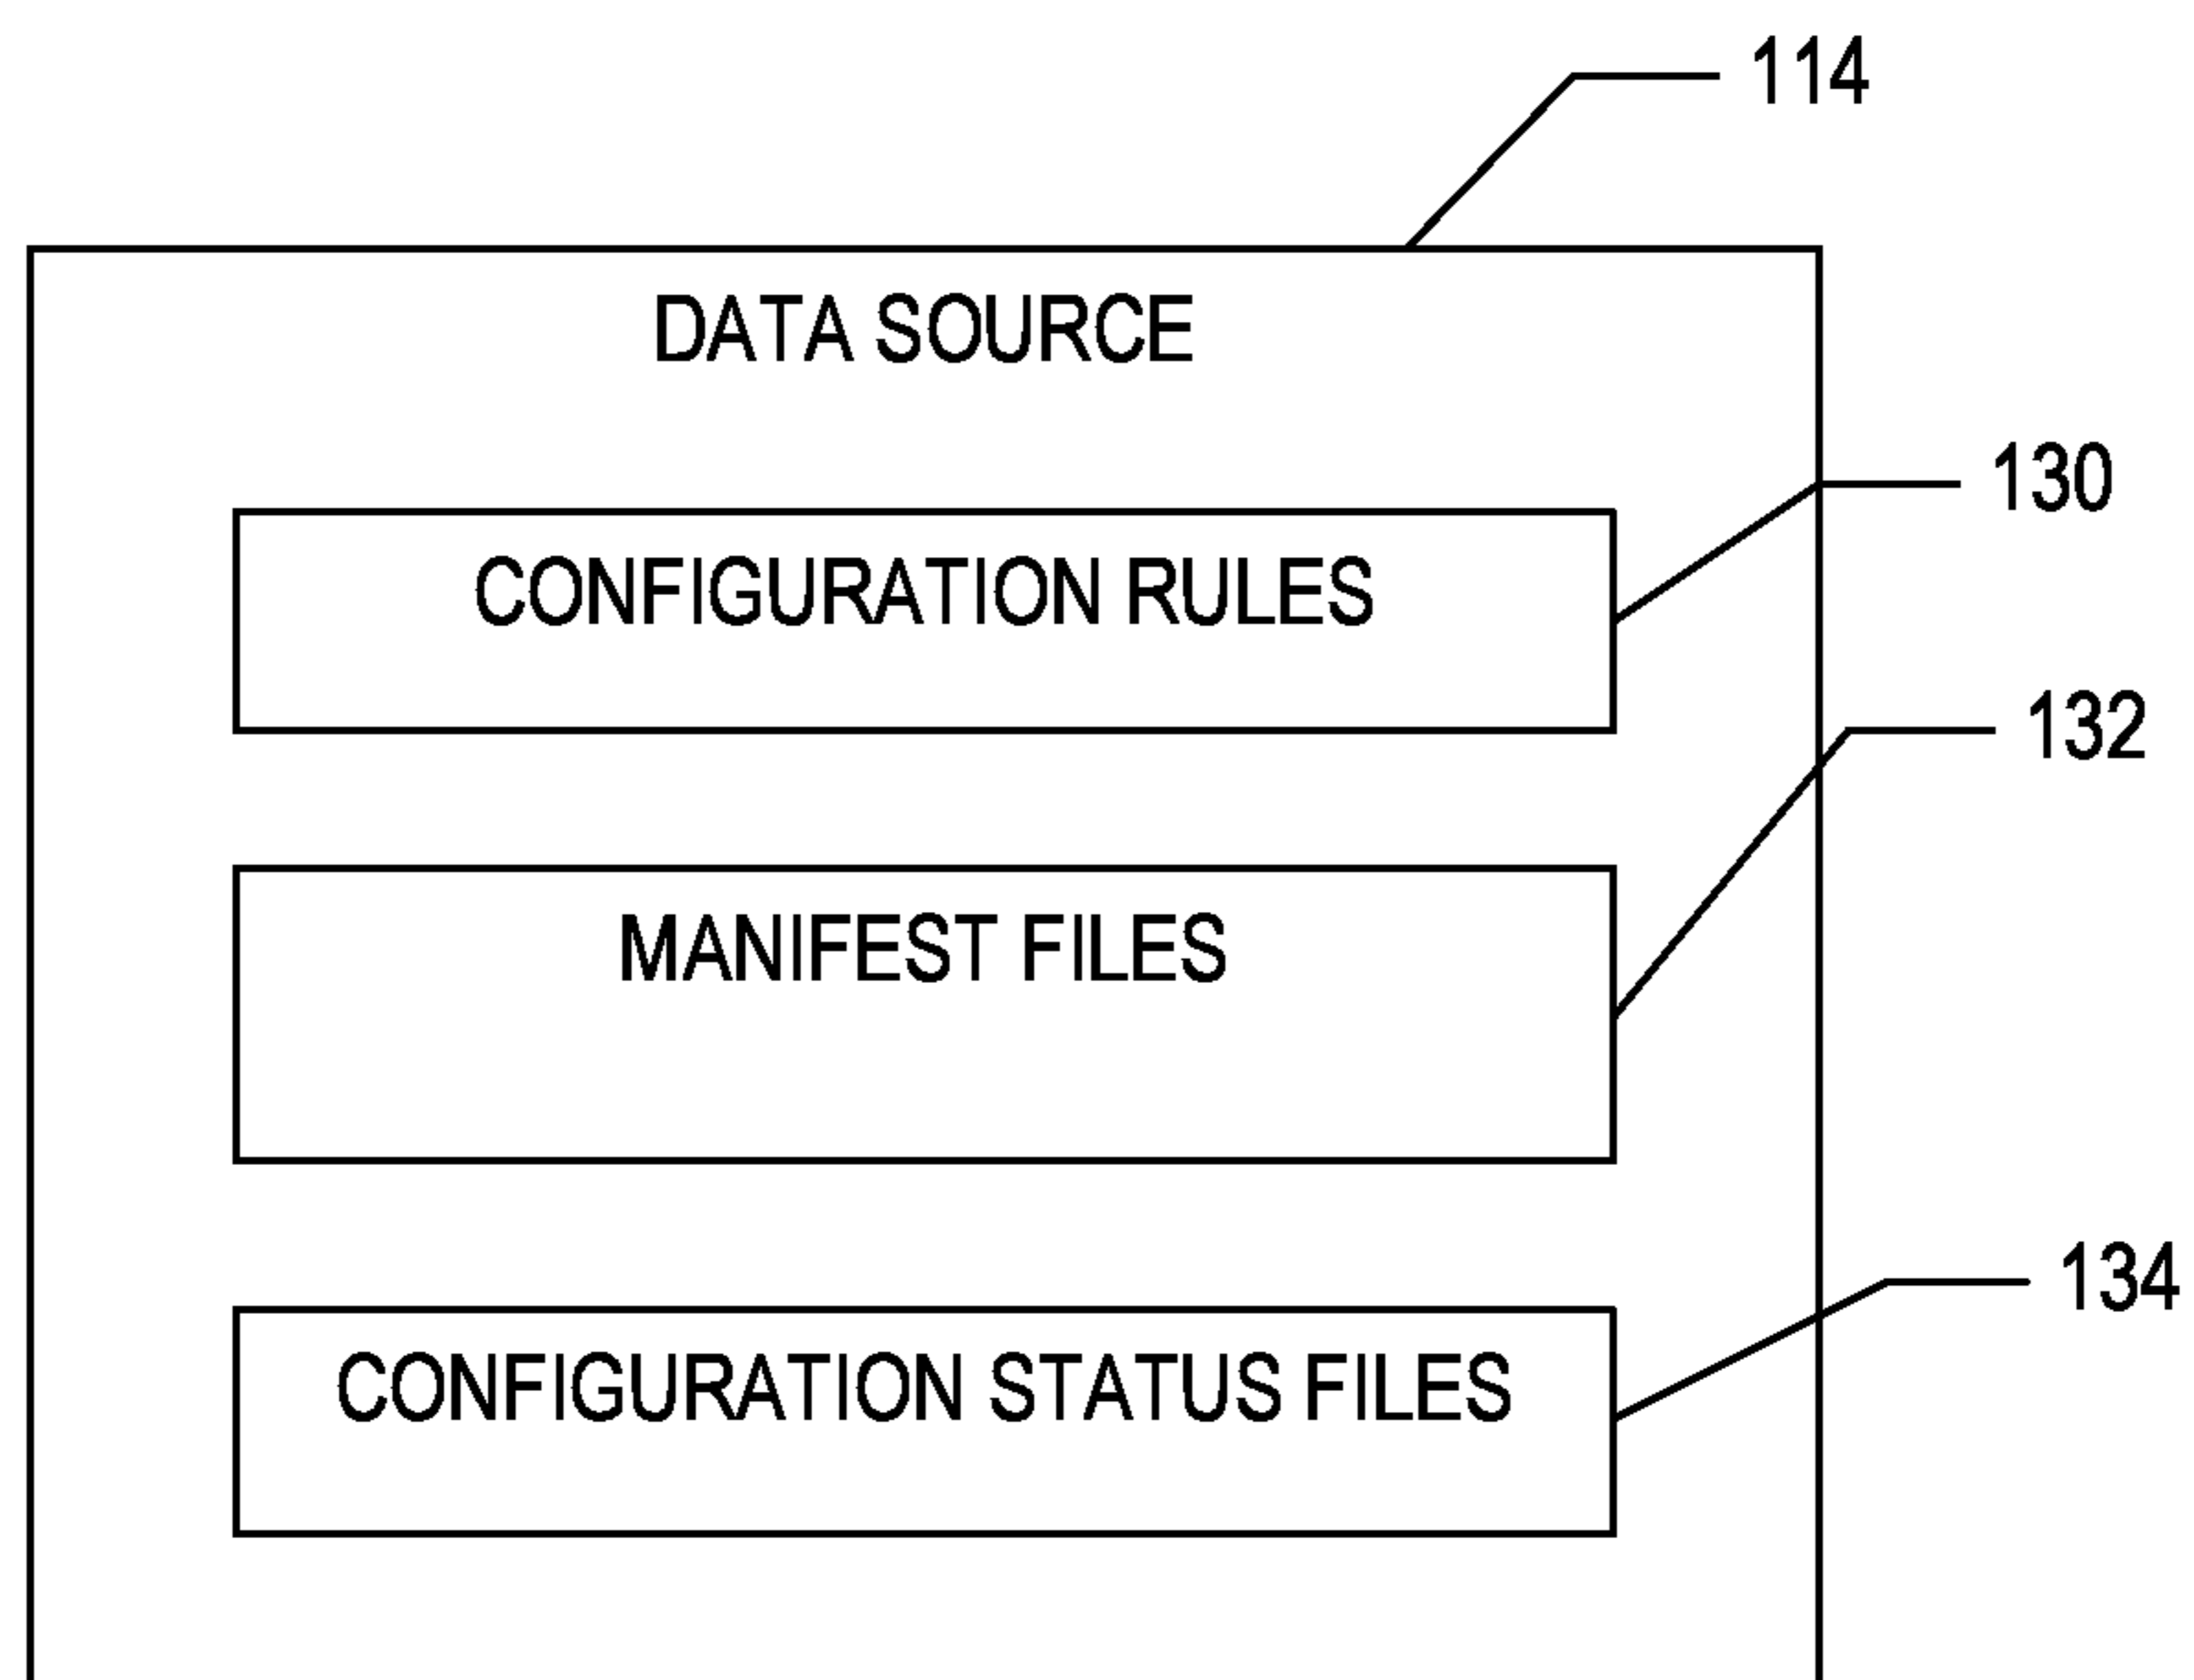 114
DATA SOURCE
130
CONFIGURATION RULES
132
MANIFEST FILES
134
CONFIGURATION STATUS FILES